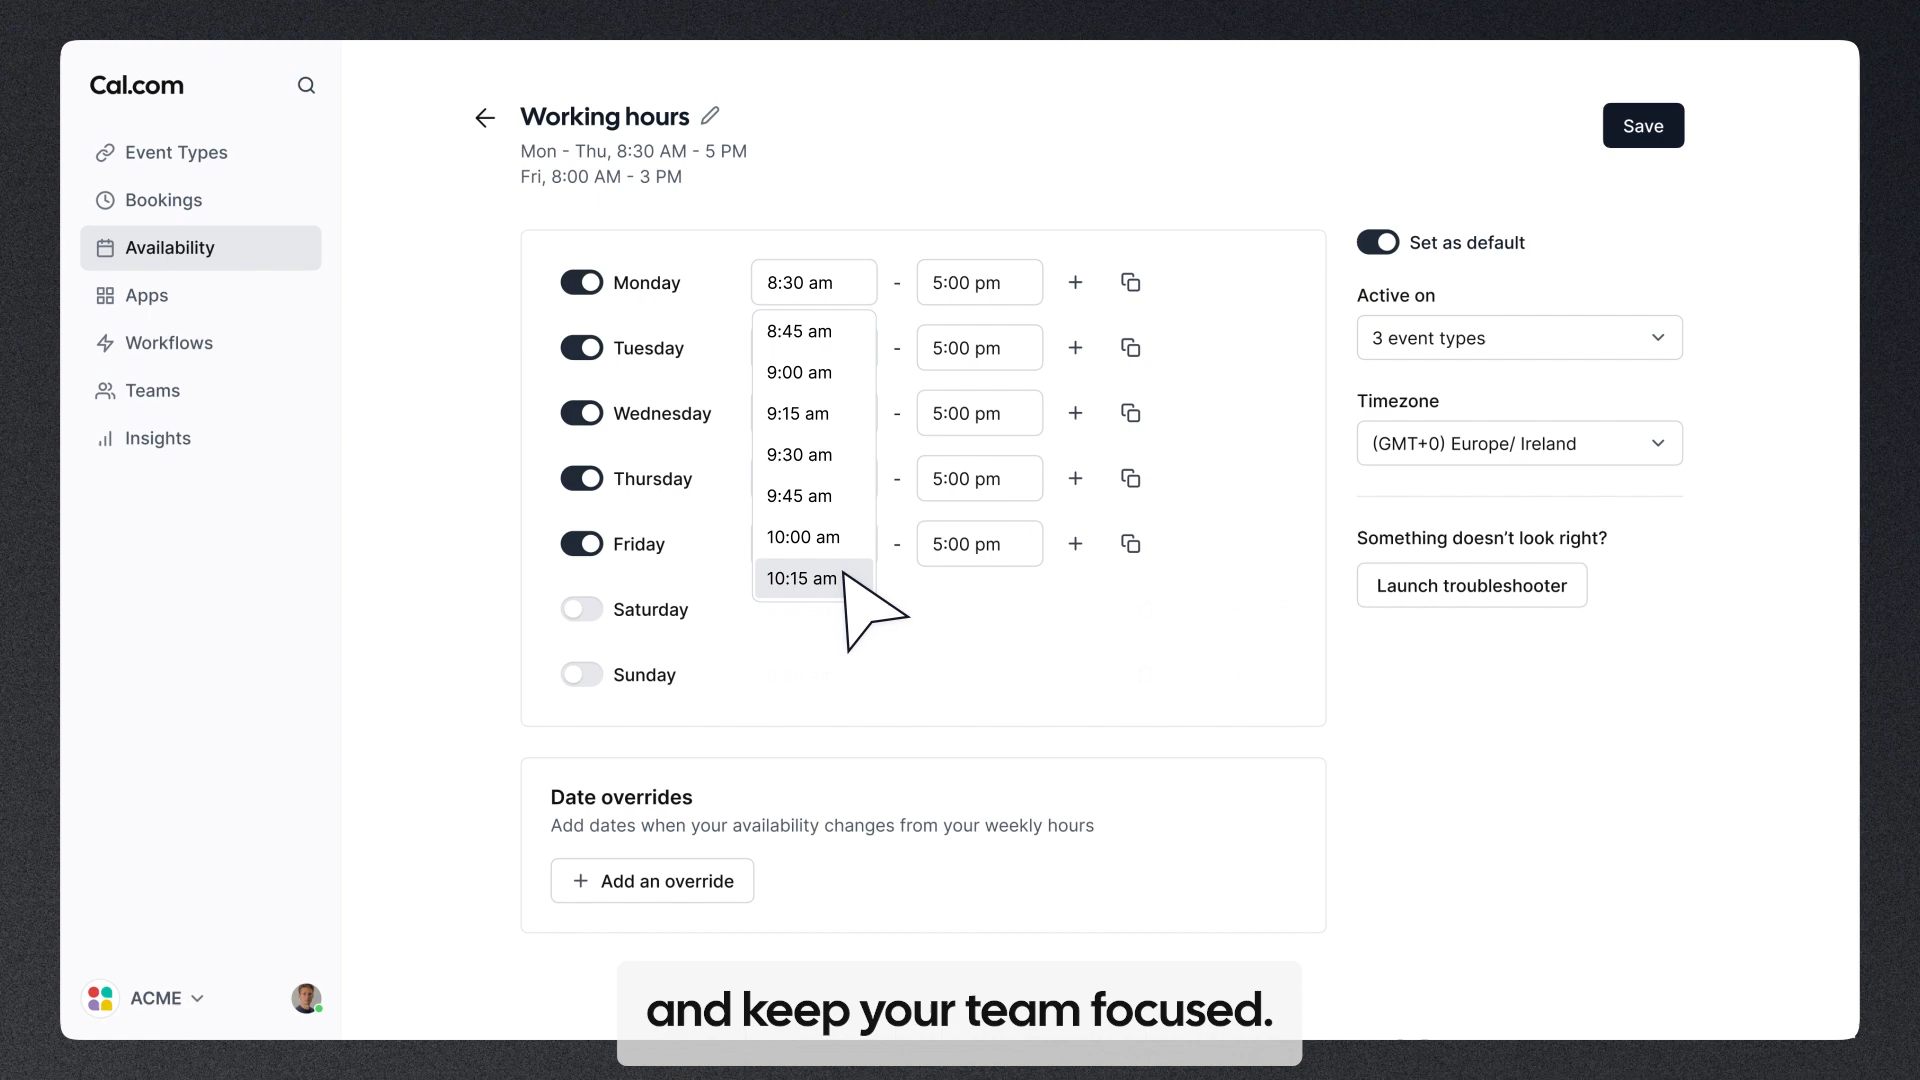 Cal.com
Event Types
Bookings
Availability
Apps
Workflows
Teams
Insights
ACME
Working hours
Mon - Thu, 8:30 AM - 5 PM
Fri, 8:00 AM - 3 PM
Save
Monday 8:30 am - 5:00 pm
8:45 am
Tuesday - 5:00 pm
9:00 am
Wednesday 9:15 am - 5:00 pm
9:30 am
Thursday - 5:00 pm
9:45 am
Friday 10:00 am - 5:00 pm
10:15 am
Saturday
Sunday
Set as default
Active on
3 event types
Timezone
(GMT+0) Europe/ Ireland
Something doesn’t look right?
Launch troubleshooter
Date overrides
Add dates when your availability changes from your weekly hours
Add an override
and keep your team focused.